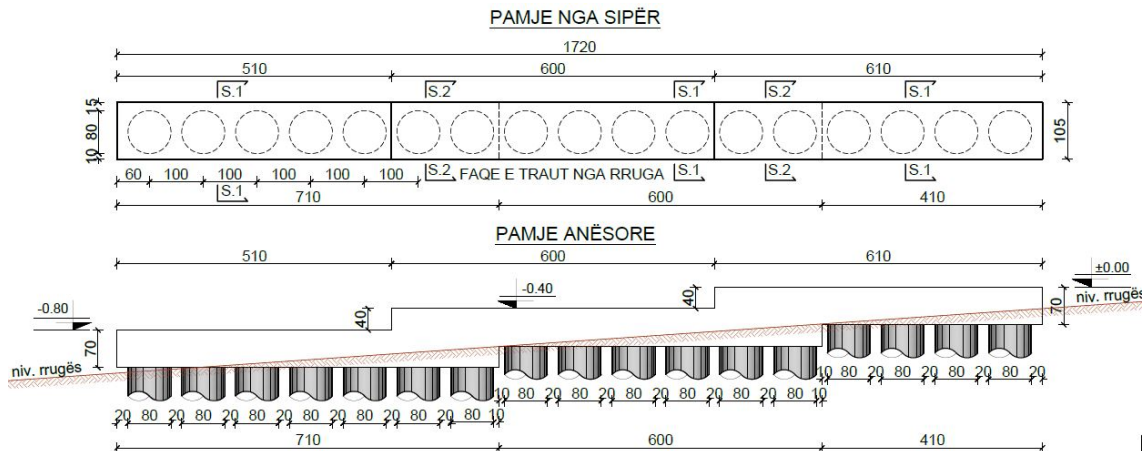 PAMJE NGA SIPËR
1720
510 600 610
S.1 S.2 S.1 S.2 S.1
15
80
10
105
60 100 100 100 100 100
S.1 S.2 FAQE E TRAUT NGA RRUGA S.1 S.2 S.1
710 600 410
PAMJE ANËSORE
510 600 610
±0.00
-0.80 -0.40
40 40 70
niv. rrugës
70
niv. rrugës
10 80 20 80 20 80 20 80 20
20 80 20 80 20 80 20 80 20 80 20 80 20 80 10
10 80 20 80 20 80 20 80 20 80 20 80 10
710 600 410